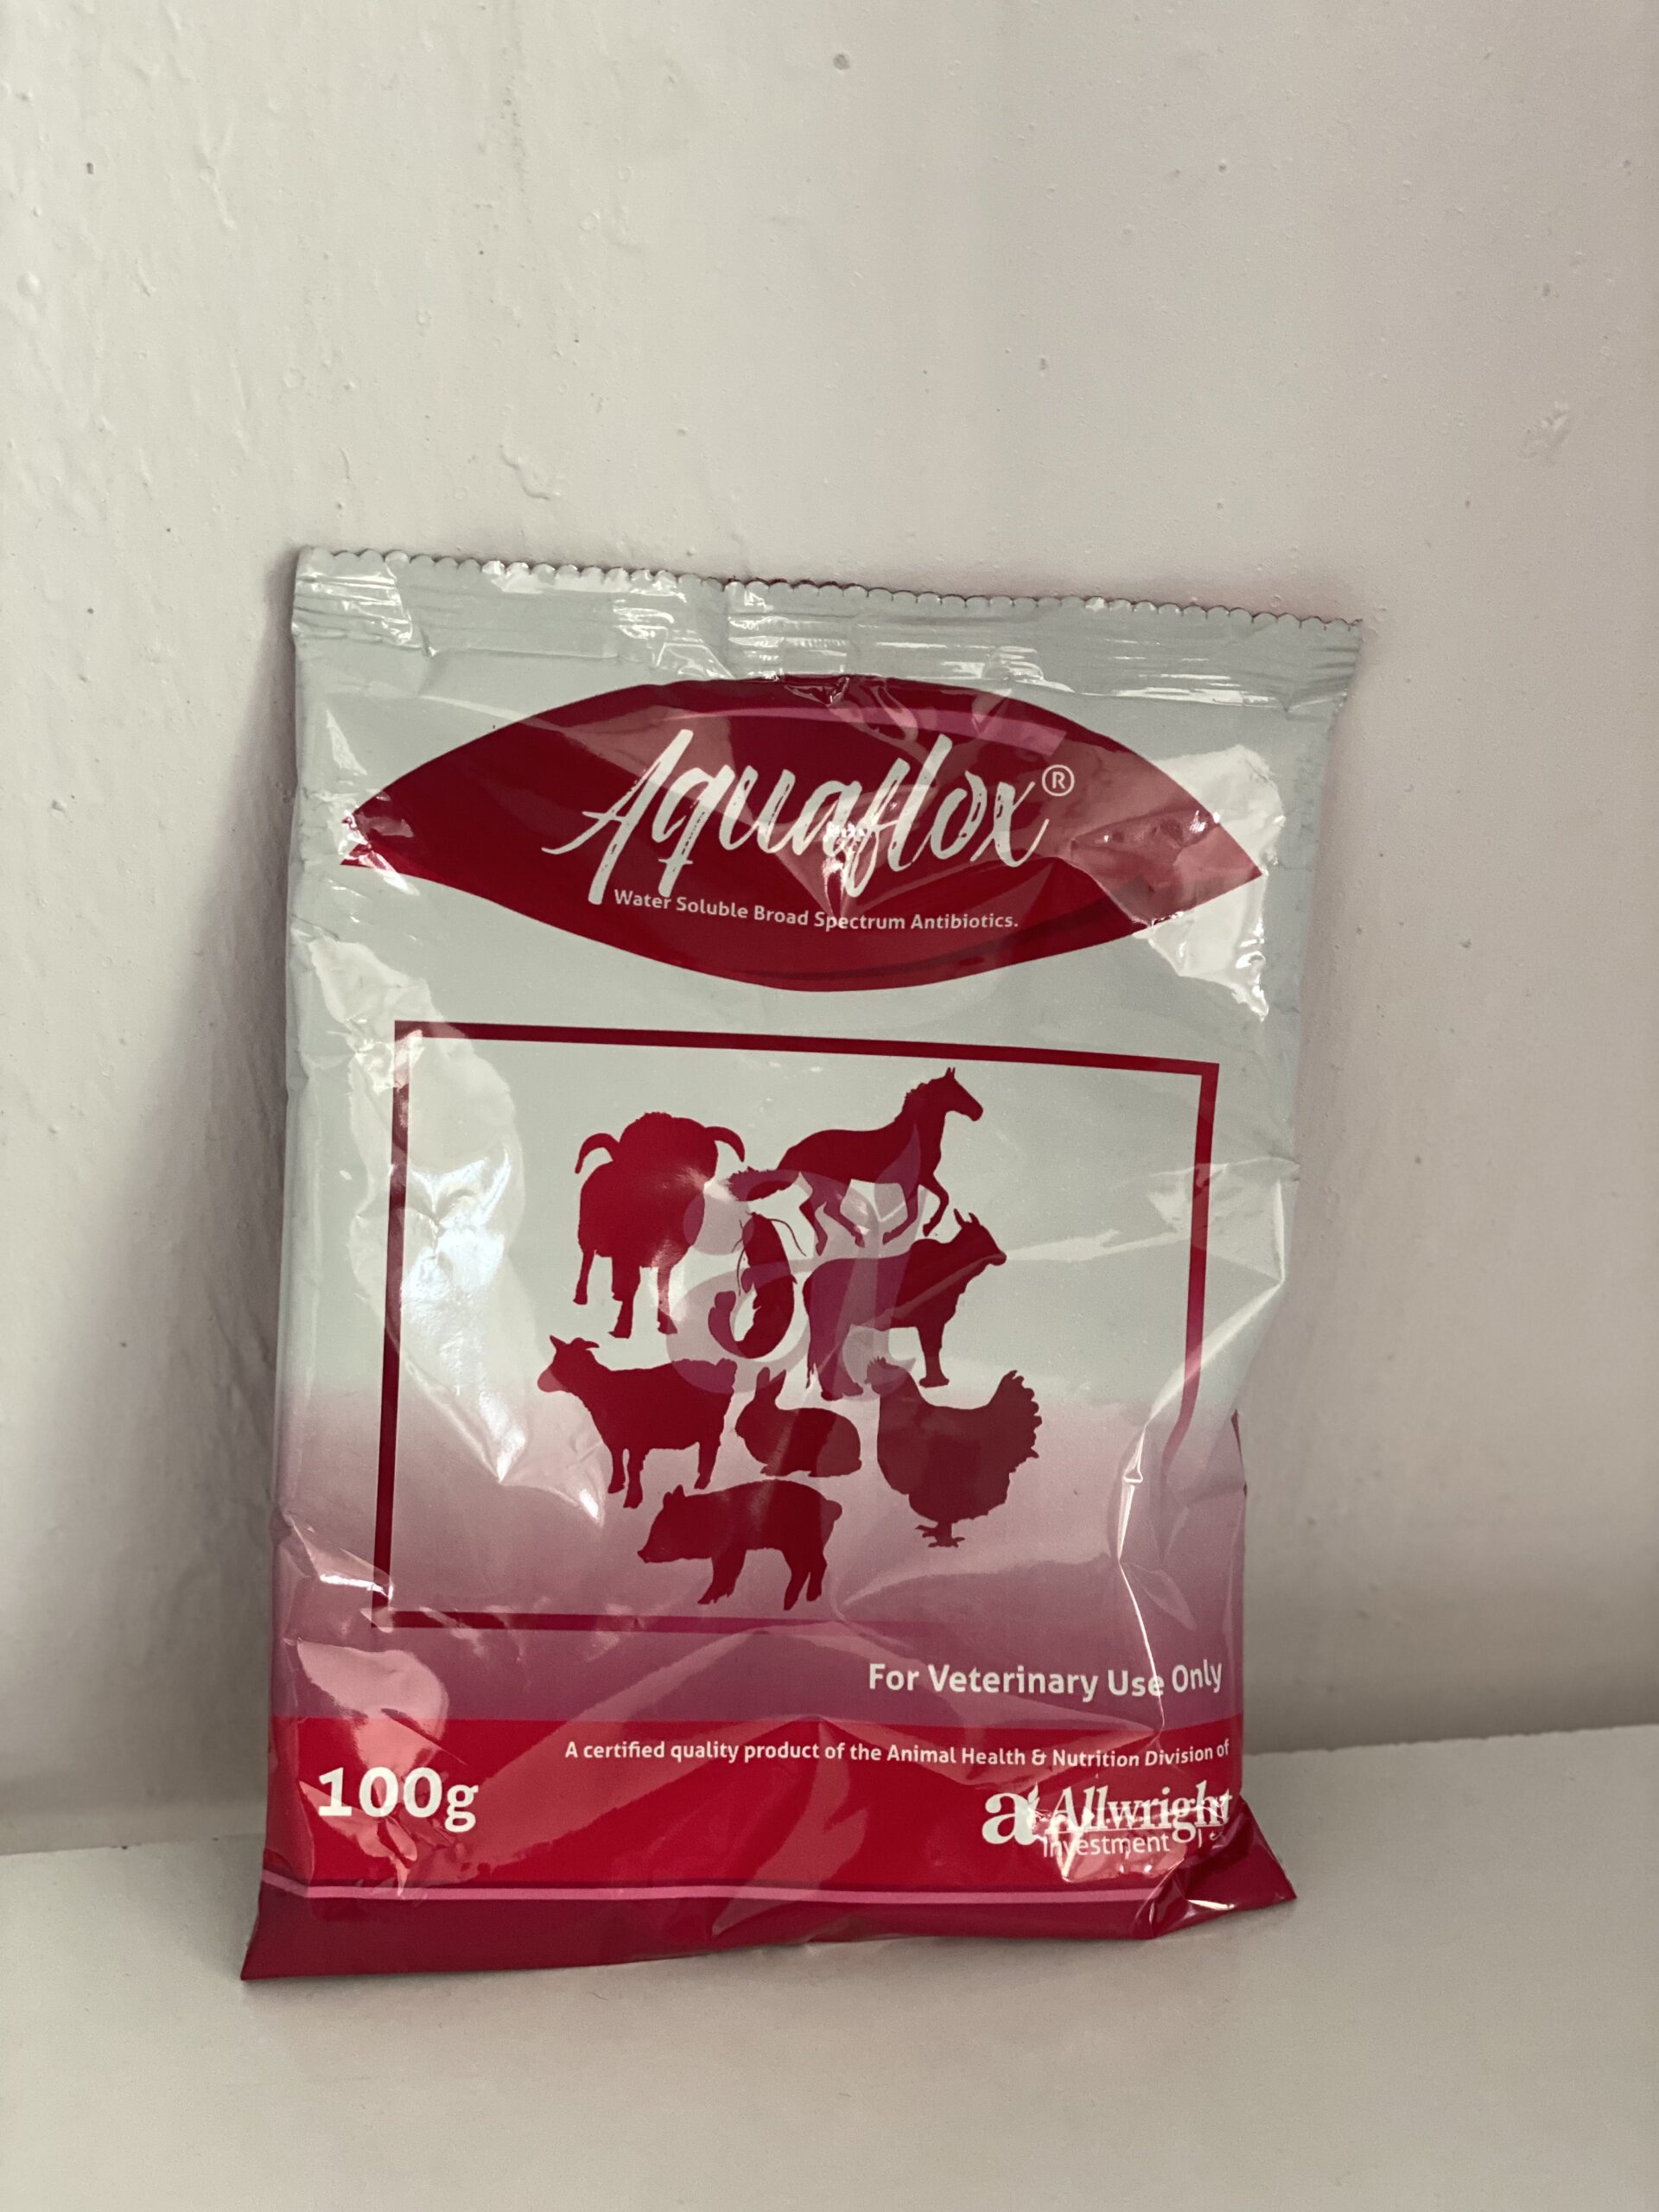 Aquaflox®
Water Soluble Broad Spectrum Antibiotics.
For Veterinary Use Only
A certified quality product of the Animal Health & Nutrition Division of
100g
a Allwright
Investment